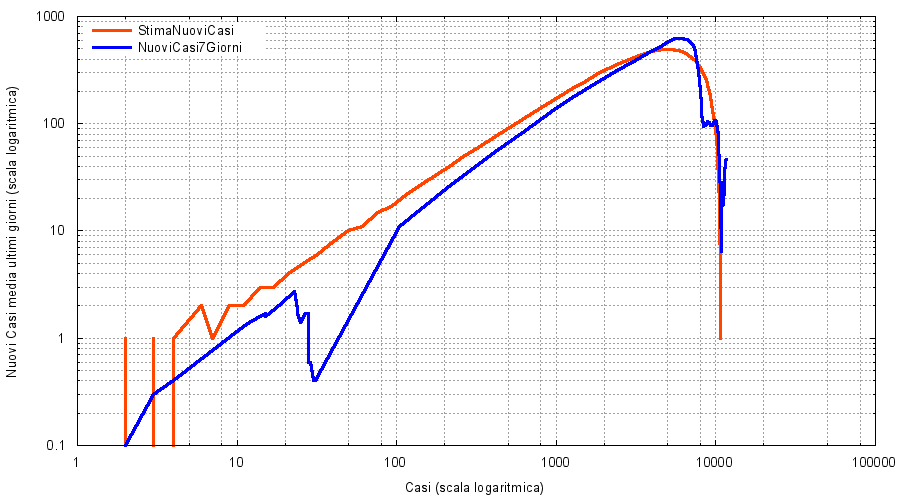 1000
StimaNuoviCasi
NuoviCasi7Giorni
100
10
1
0.1
Nuovi Casi media ultimi giorni (scala logaritmica)
1 10 100 1000 10000 100000
Casi (scala logaritmica)